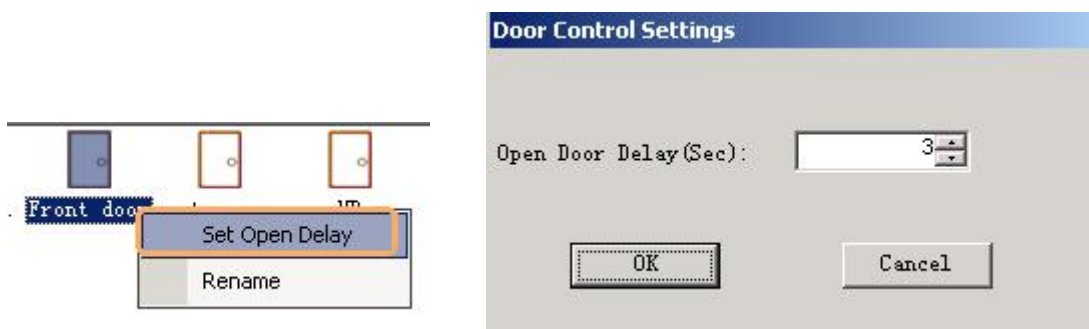 Front doo
Set Open Delay
Rename
Door Control Settings
Open Door Delay(Sec):
3
OK
Cancel